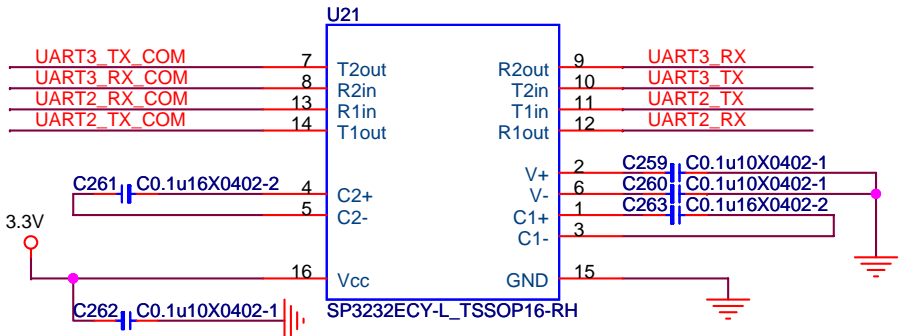 U21
UART3_TX_COM 7 T2out R2out 9 UART3_RX
UART3_RX_COM 8 R2in T2in 10 UART3_TX
UART2_RX_COM 13 R1in T1in 11 UART2_TX
UART2_TX_COM 14 T1out R1out 12 UART2_RX
V+ 2 C259 C0.1u10X0402-1
C261 C0.1u16X0402-2 4 C2+ V- 6 C260 C0.1u10X0402-1
5 C2- C1+ 1 C263 C0.1u16X0402-2
3.3V C1- 3
16 Vcc GND 15
C262 C0.1u10X0402-1 SP3232ECY-L_TSSOP16-RH